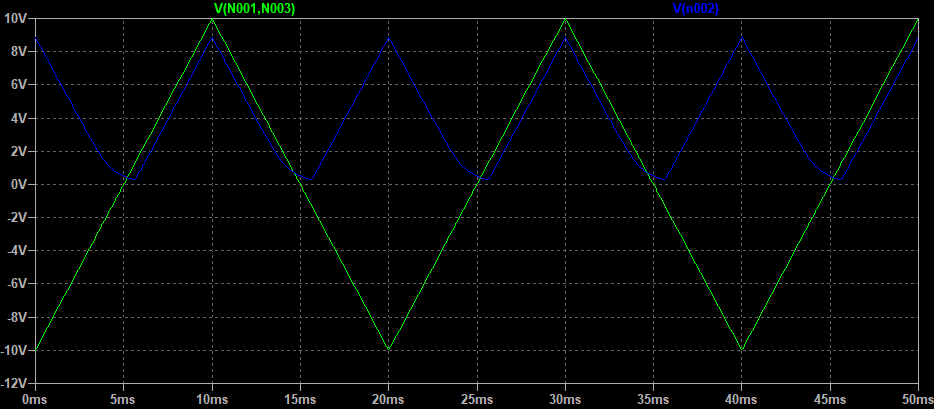 V(N001,N003) V(n002)
10V
8V
6V
4V
2V
0V
-2V
-4V
-6V
-8V
-10V
-12V
0ms 5ms 10ms 15ms 20ms 25ms 30ms 35ms 40ms 45ms 50ms